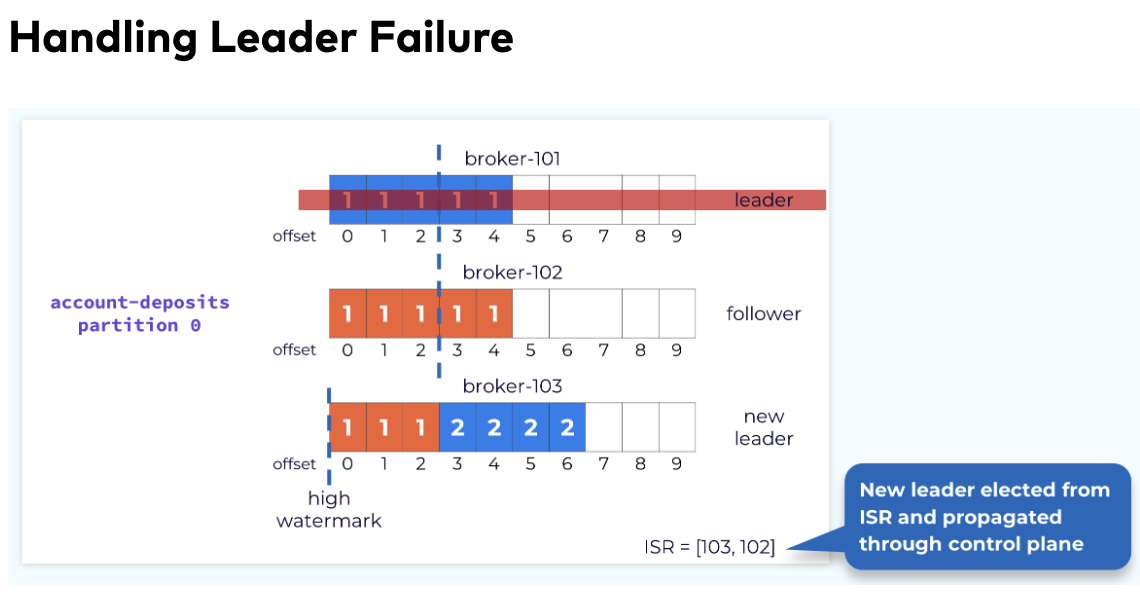 Handling Leader Failure
broker-101
1 1 1 1 1
leader
offset 0 1 2 3 4 5 6 7 8 9
broker-102
account-deposits
partition 0
1 1 1 1 1
follower
offset 0 1 2 3 4 5 6 7 8 9
broker-103
1 1 1 2 2 2 2
new
leader
offset 0 1 2 3 4 5 6 7 8 9
high
watermark
ISR = [103, 102]
New leader elected from
ISR and propagated
through control plane